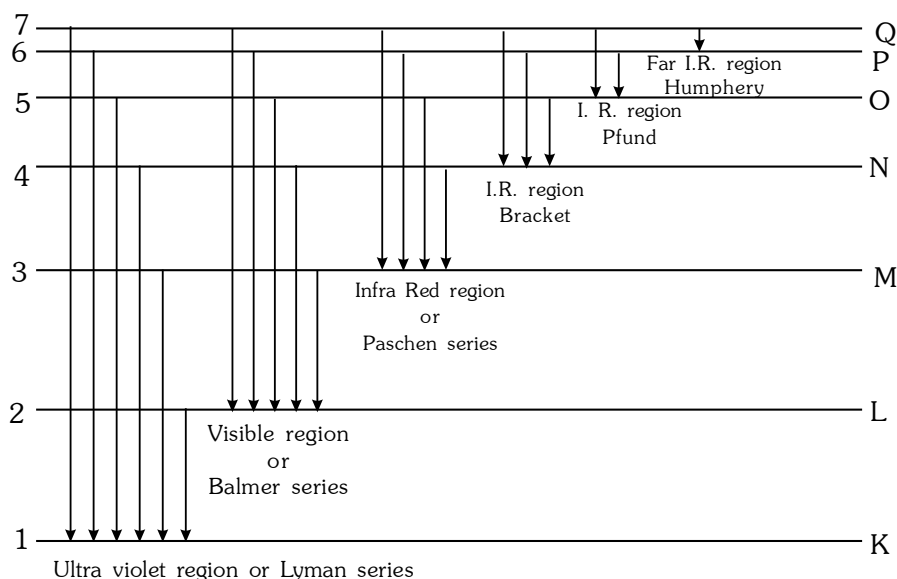 7 Q
6 P
Far I.R. region
Humphery
5 O
I. R. region
Pfund
4 N
I.R. region
Bracket
3 M
Infra Red region
or
Paschen series
2 L
Visible region
or
Balmer series
1 K
Ultra violet region or Lyman series